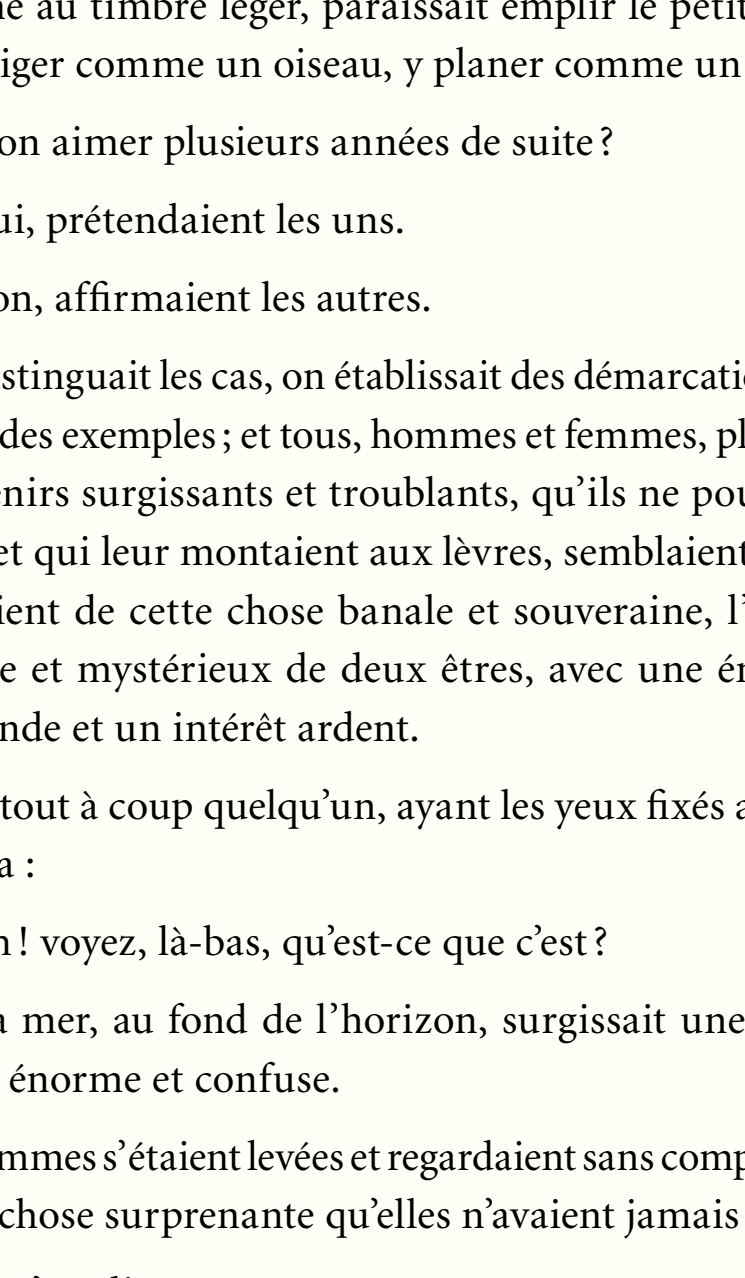 au timbre léger, paraissait emplir le petit
iger comme un oiseau, y planer comme un
on aimer plusieurs années de suite ?
ui, prétendaient les uns.
on, affirmaient les autres.
stinguait les cas, on établissait des démarcati
des exemples ; et tous, hommes et femmes, pl
enirs surgissants et troublants, qu’ils ne pou
et qui leur montaient aux lèvres, semblaient
ient de cette chose banale et souveraine, l’
e et mystérieux de deux êtres, avec une ém
nde et un intérêt ardent.
tout à coup quelqu’un, ayant les yeux fixés a
a :
h ! voyez, là-bas, qu’est-ce que c’est ?
a mer, au fond de l’horizon, surgissait une
énorme et confuse.
mmes s’étaient levées et regardaient sans comp
chose surprenante qu’elles n’avaient jamais